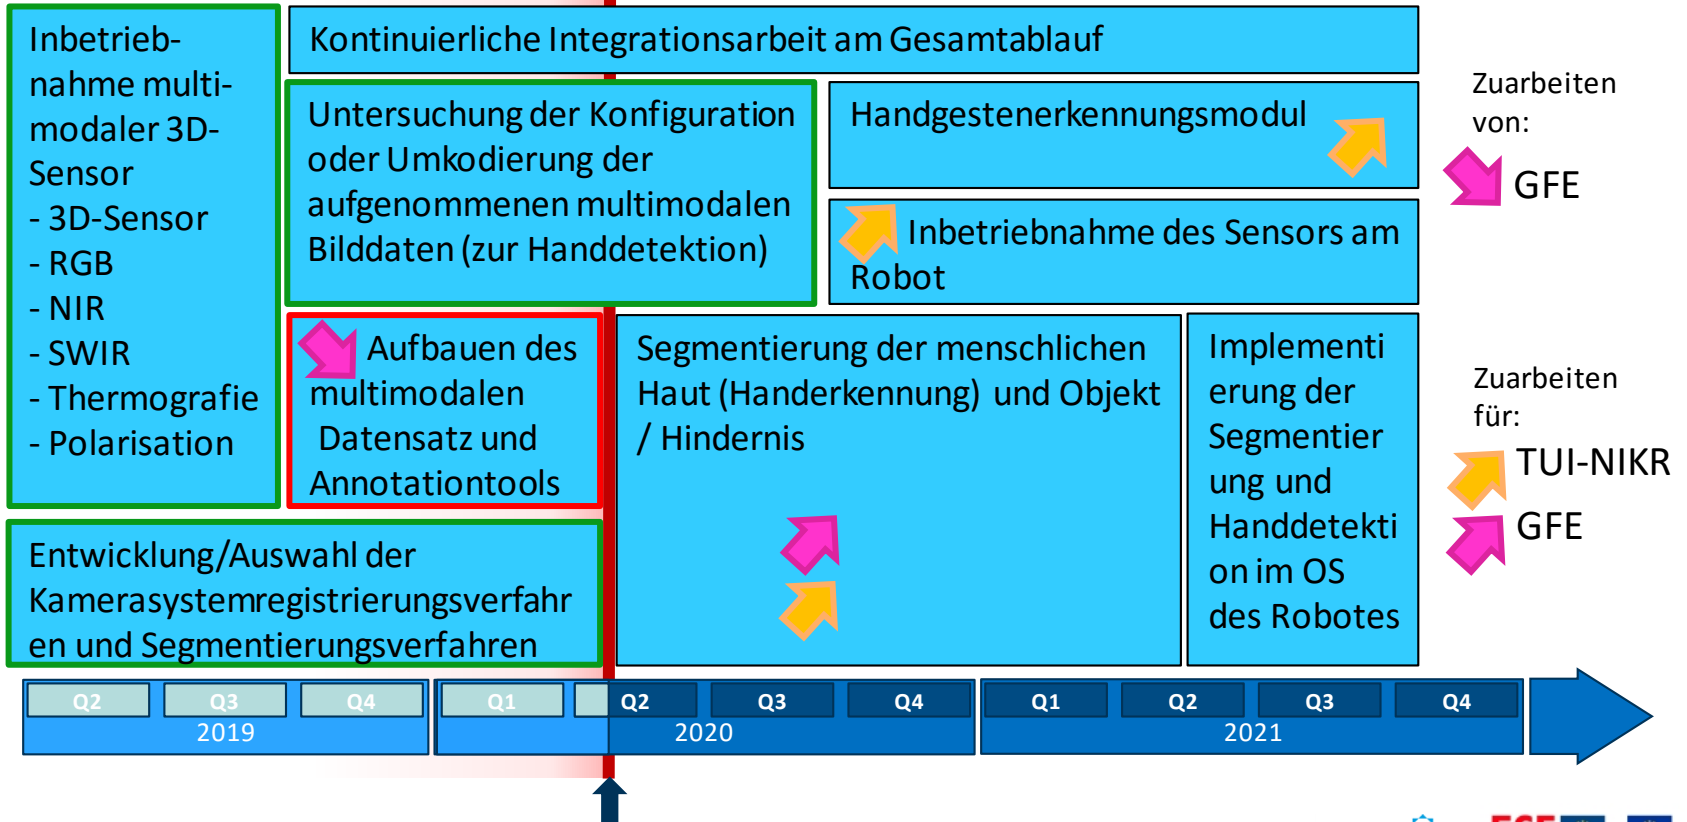 Inbetrieb-
nahme multi-
modaler 3D-
Sensor
- 3D-Sensor
- RGB
- NIR
- SWIR
- Thermografie
- Polarisation
Kontinuierliche Integrationsarbeit am Gesamtablauf
Untersuchung der Konfiguration
oder Umkodierung der
aufgenommenen multimodalen
Bilddaten (zur Handdetektion)
Handgestenerkennungsmodul
Inbetriebnahme des Sensors am
Robot
Aufbauen des
multimodalen
Datensatz und
Annotationtools
Segmentierung der menschlichen
Haut (Handerkennung) und Objekt
/ Hindernis
Implementi
erung der
Segmentier
ung und
Handdetekti
on im OS
des Robotes
Entwicklung/Auswahl der
Kamerasystemregistrierungsverfahr
en und Segmentierungsverfahren
Zuarbeiten
von:
GFE
Zuarbeiten
für:
TUI-NIKR
GFE
Q2 Q3 Q4 Q1 Q2 Q3 Q4 Q1 Q2 Q3 Q4
2019 2020 2021